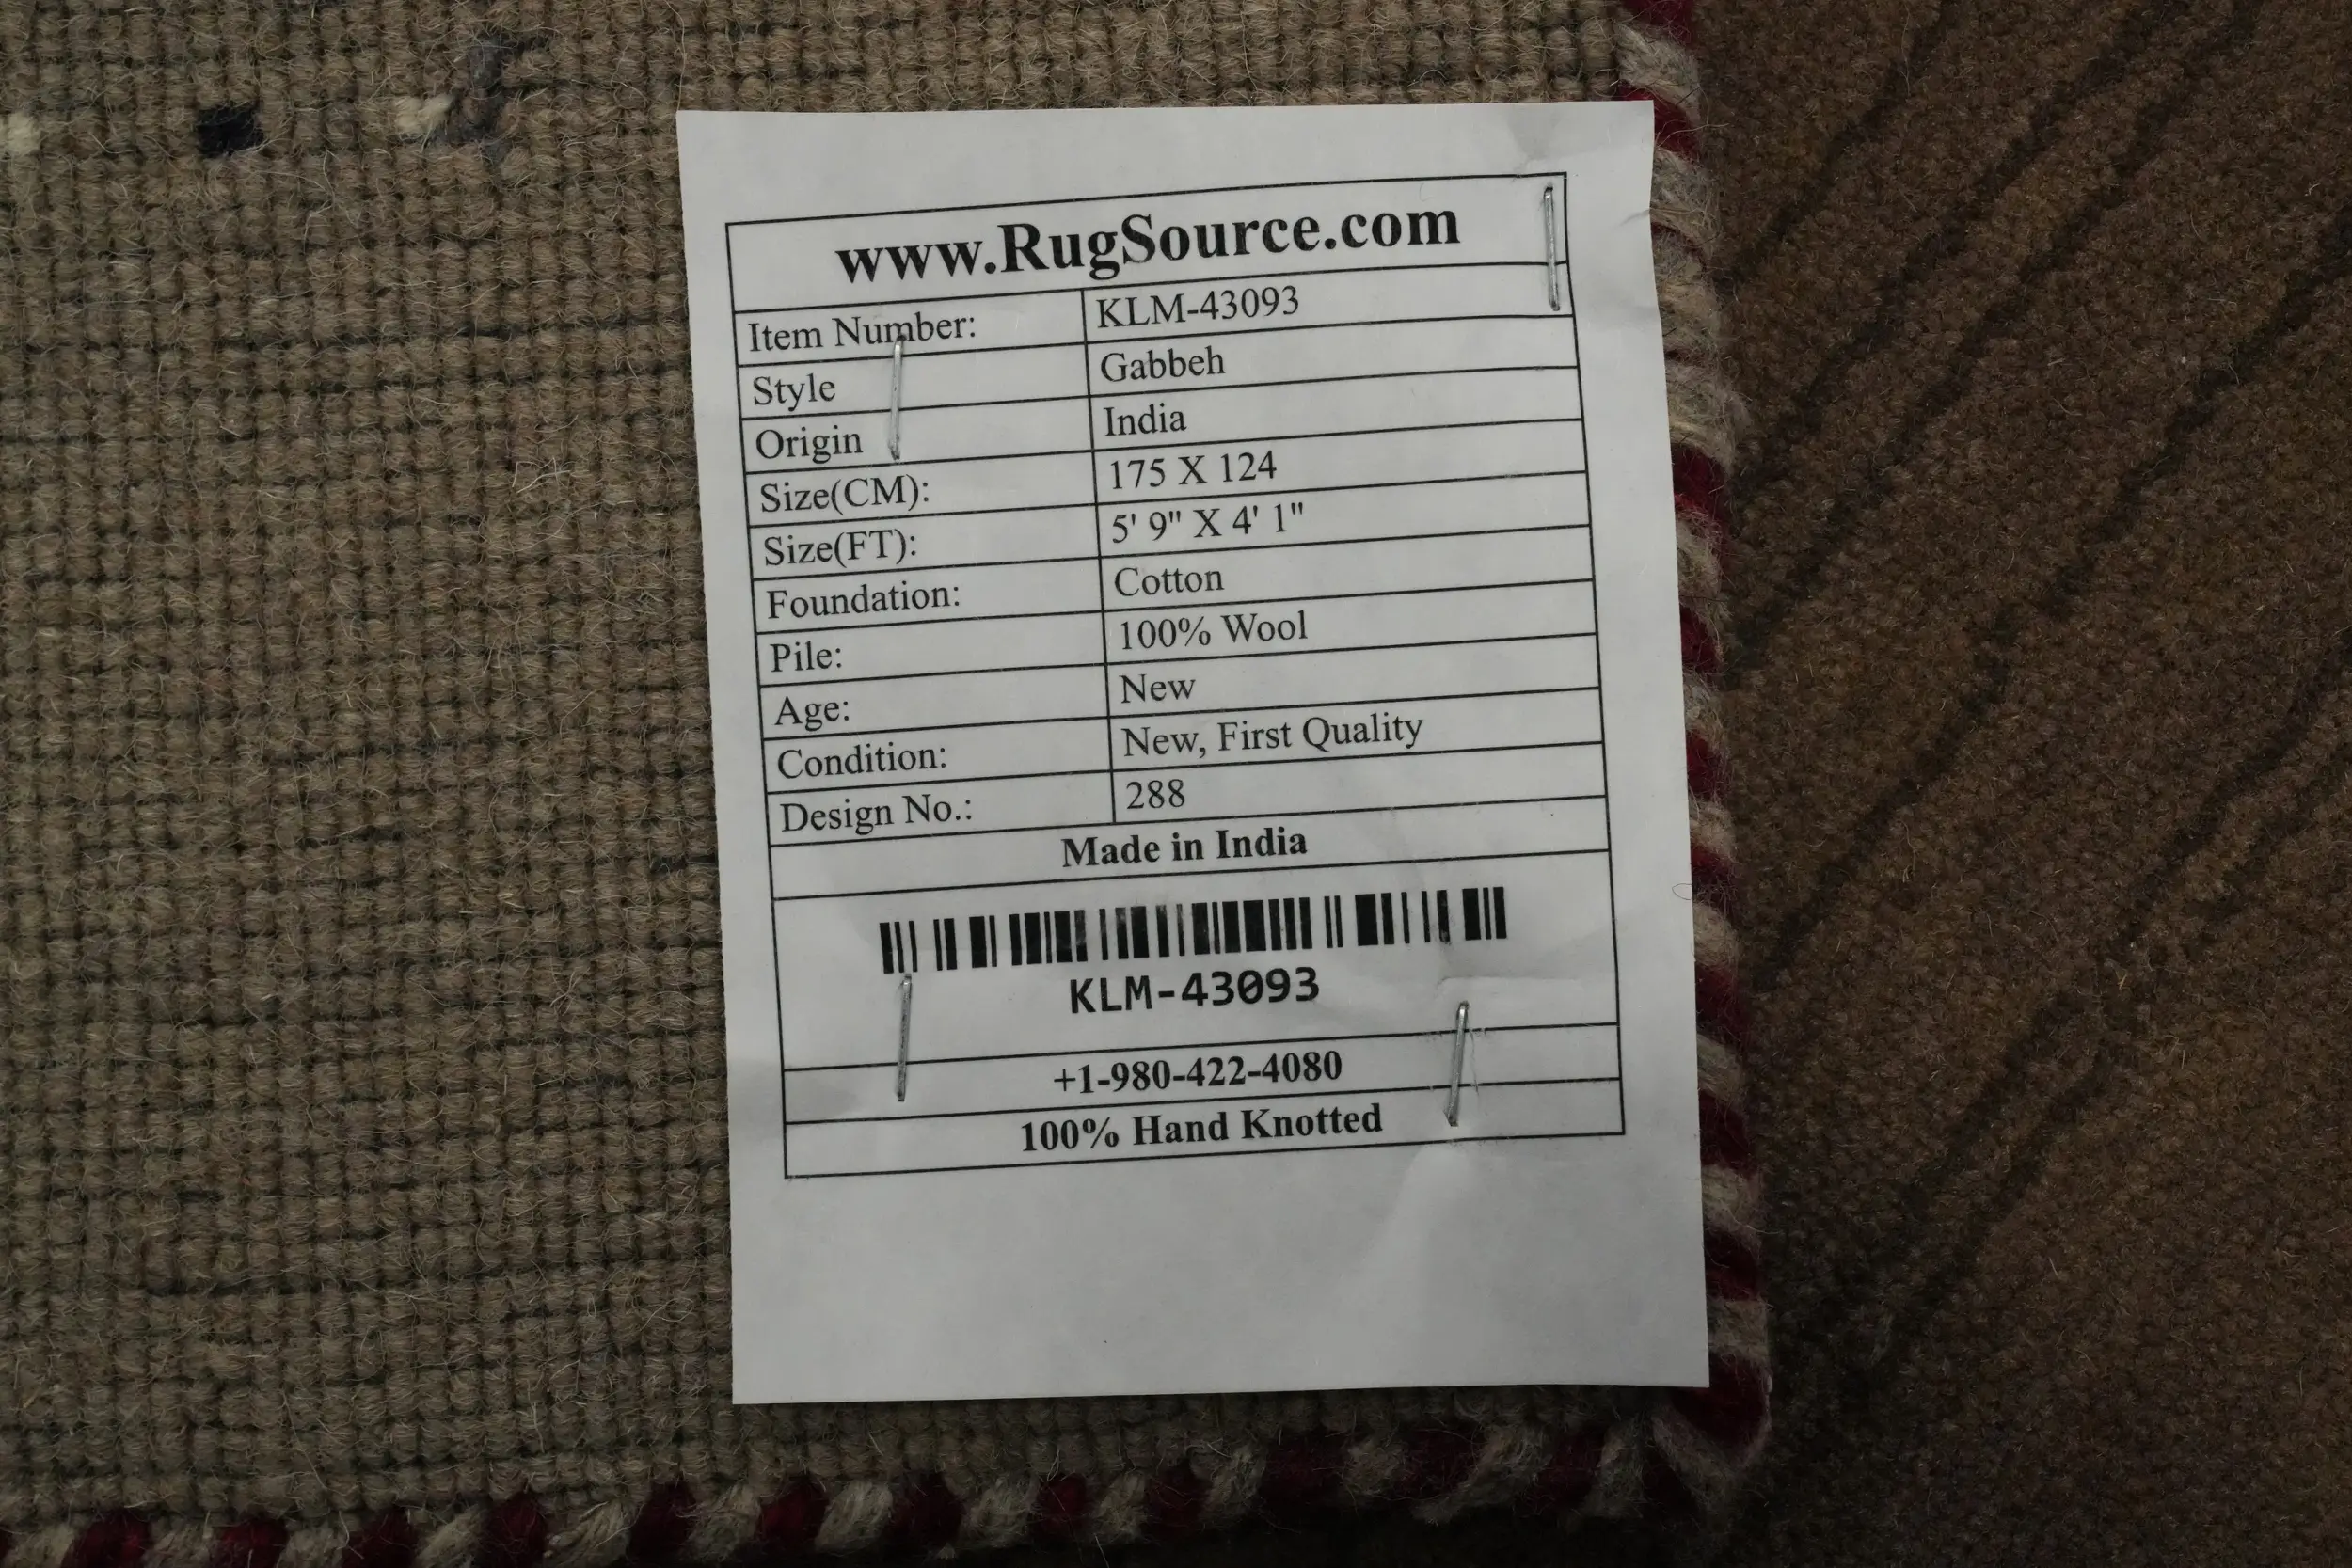 www.RugSource.com
Item Number: KLM-43093
Style Gabbeh
Origin India
Size(CM): 175 X 124
Size(FT): 5' 9" X 4' 1"
Foundation: Cotton
Pile: 100% Wool
Age: New
Condition: New, First Quality
Design No.: 288
Made in India
KLM-43093
+1-980-422-4080
100% Hand Knotted